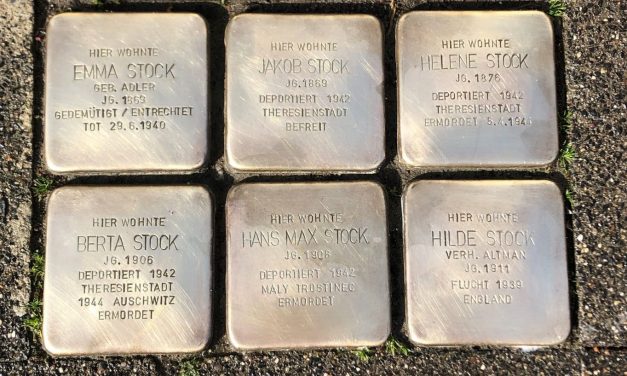 HIER WOHNTE
EMMA STOCK
GEB. ADLER
JG. 1869
GEDEMÜTIGT / ENTRECHTET
TOT 29.6.1940
HIER WOHNTE
JAKOB STOCK
JG. 1869
DEPORTIERT 1942
THERESIENSTADT
BEFREIT
HIER WOHNTE
HELENE STOCK
JG. 1876
DEPORTIERT 1942
THERESIENSTADT
ERMORDET
HIER WOHNTE
BERTA STOCK
JG. 1906
DEPORTIERT 1942
THERESIENSTADT
1944 AUSCHWITZ
ERMORDET
HIER WOHNTE
HANS MAX STOCK
JG. 1906
DEPORTIERT 1942
MALY TROSTINEC
ERMORDET
HIER WOHNTE
HILDE STOCK
VERH. ALTMAN
JG. 1911
FLUCHT 1939
ENGLAND